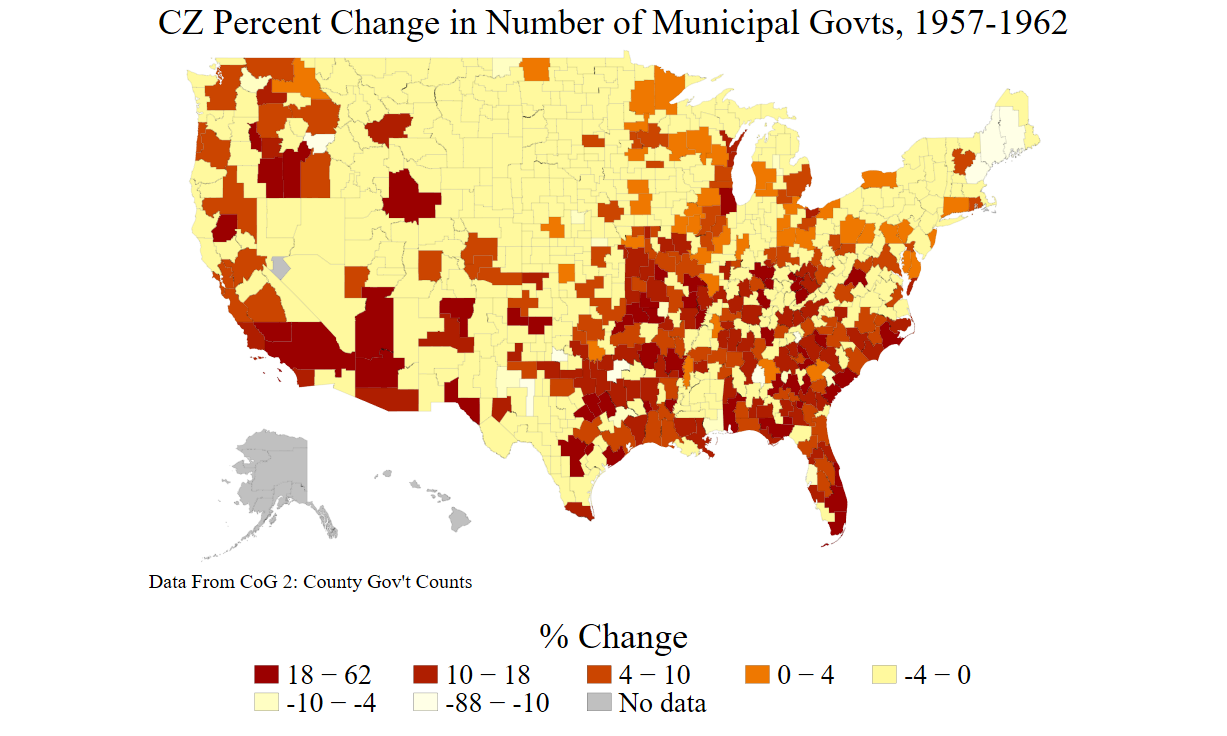 CZ Percent Change in Number of Municipal Govts, 1957-1962
Data From CoG 2: County Gov't Counts
% Change
18 − 62 10 − 18 4 − 10 0 − 4 -4 − 0
-10 − -4 -88 − -10 No data